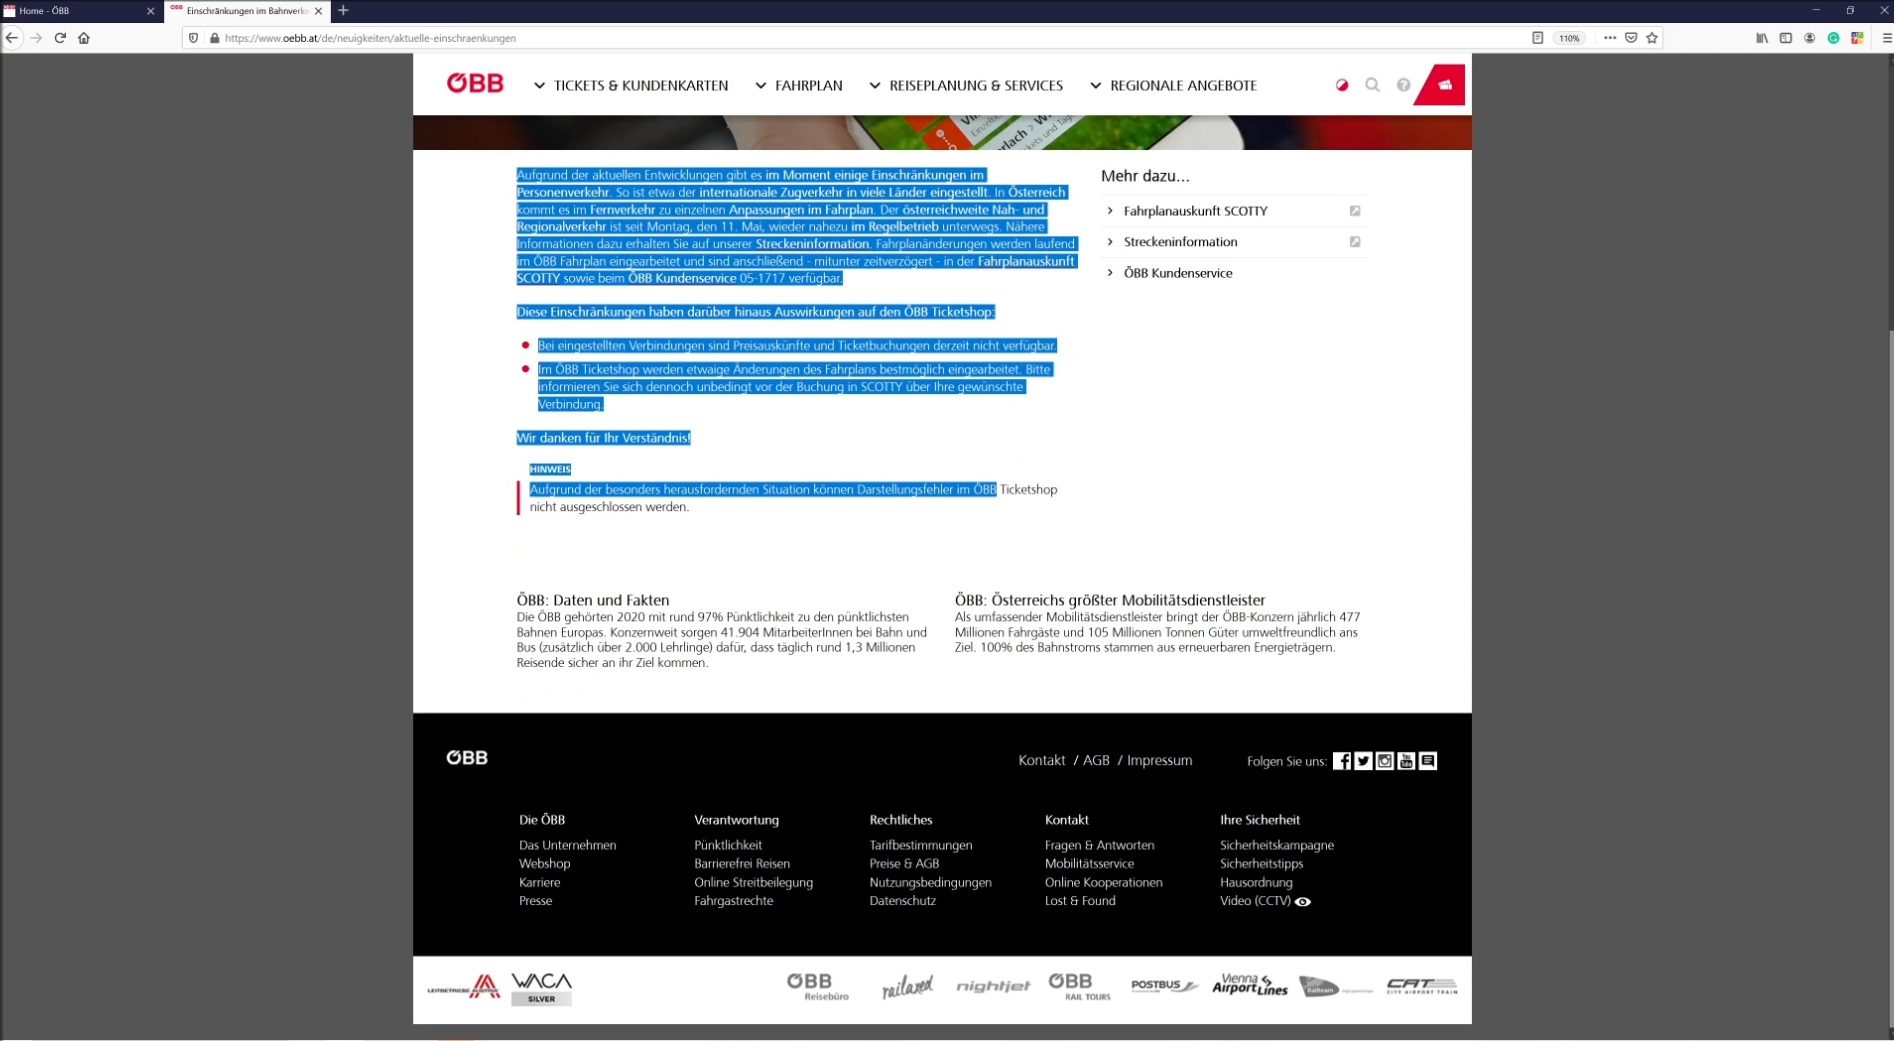 Home - ÖBB
Einschränkungen im Bahnverke
https://www.oebb.at/de/neuigkeiten/aktuelle-einschraenkungen
110%
ÖBB
TICKETS & KUNDENKARTEN
FAHRPLAN
REISEPLANUNG & SERVICES
REGIONALE ANGEBOTE
Aufgrund der aktuellen Entwicklungen gibt es im Moment einige Einschränkungen im
Personenverkehr. So ist etwa der internationale Zugverkehr in viele Länder eingestellt. In Österreich
kommt es im Fernverkehr zu einzelnen Anpassungen im Fahrplan. Der österreichweite Nah- und
Regionalverkehr ist seit Montag, den 11. Mai, wieder nahezu im Regelbetrieb unterwegs. Nähere
Informationen dazu erhalten Sie auf unserer Streckeninformation. Fahrplanänderungen werden laufend
im ÖBB Fahrplan eingearbeitet und sind anschließend - mitunter zeitverzögert - in der Fahrplanauskunft
SCOTTY sowie beim ÖBB Kundenservice 05-1717 verfügbar.
Diese Einschränkungen haben darüber hinaus Auswirkungen auf den ÖBB Ticketshop:
Bei eingestellten Verbindungen sind Preisauskünfte und Ticketbuchungen derzeit nicht verfügbar.
Im ÖBB Ticketshop werden etwaige Änderungen des Fahrplans bestmöglich eingearbeitet. Bitte
informieren Sie sich dennoch unbedingt vor der Buchung in SCOTTY über Ihre gewünschte
Verbindung.
Wir danken für Ihr Verständnis!
HINWEIS
Aufgrund der besonders herausfordernden Situation können Darstellungsfehler im ÖBB Ticketshop
nicht ausgeschlossen werden.
Mehr dazu...
Fahrplanauskunft SCOTTY
Streckeninformation
ÖBB Kundenservice
ÖBB: Daten und Fakten
Die ÖBB gehörten 2020 mit rund 97% Pünktlichkeit zu den pünktlichsten
Bahnen Europas. Konzernweit sorgen 41.904 MitarbeiterInnen bei Bahn und
Bus (zusätzlich über 2.000 Lehrlinge) dafür, dass täglich rund 1,3 Millionen
Reisende sicher an ihr Ziel kommen.
ÖBB: Österreichs größter Mobilitätsdienstleister
Als umfassender Mobilitätsdienstleister bringt der ÖBB-Konzern jährlich 477
Millionen Fahrgäste und 105 Millionen Tonnen Güter umweltfreundlich ans
Ziel. 100% des Bahnstroms stammen aus erneuerbaren Energieträgern.
ÖBB
Kontakt / AGB / Impressum
Folgen Sie uns:
Die ÖBB
Das Unternehmen
Webshop
Karriere
Presse
Verantwortung
Pünktlichkeit
Barrierefrei Reisen
Online Streitbeilegung
Fahrgastrechte
Rechtliches
Tarifbestimmungen
Preise & AGB
Nutzungsbedingungen
Datenschutz
Kontakt
Fragen & Antworten
Mobilitätsservice
Online Kooperationen
Lost & Found
Ihre Sicherheit
Sicherheitskampagne
Sicherheitstipps
Hausordnung
Video (CCTV)
LEITBETRIEBE AUSTRIA
WACA
SILVER
ÖBB
Reisebüro
railaxed
nightjet
ÖBB
RAIL TOURS
POSTBUS
Vienna
AirportLines
Railteam
CAT
CITY AIRPORT TRAIN